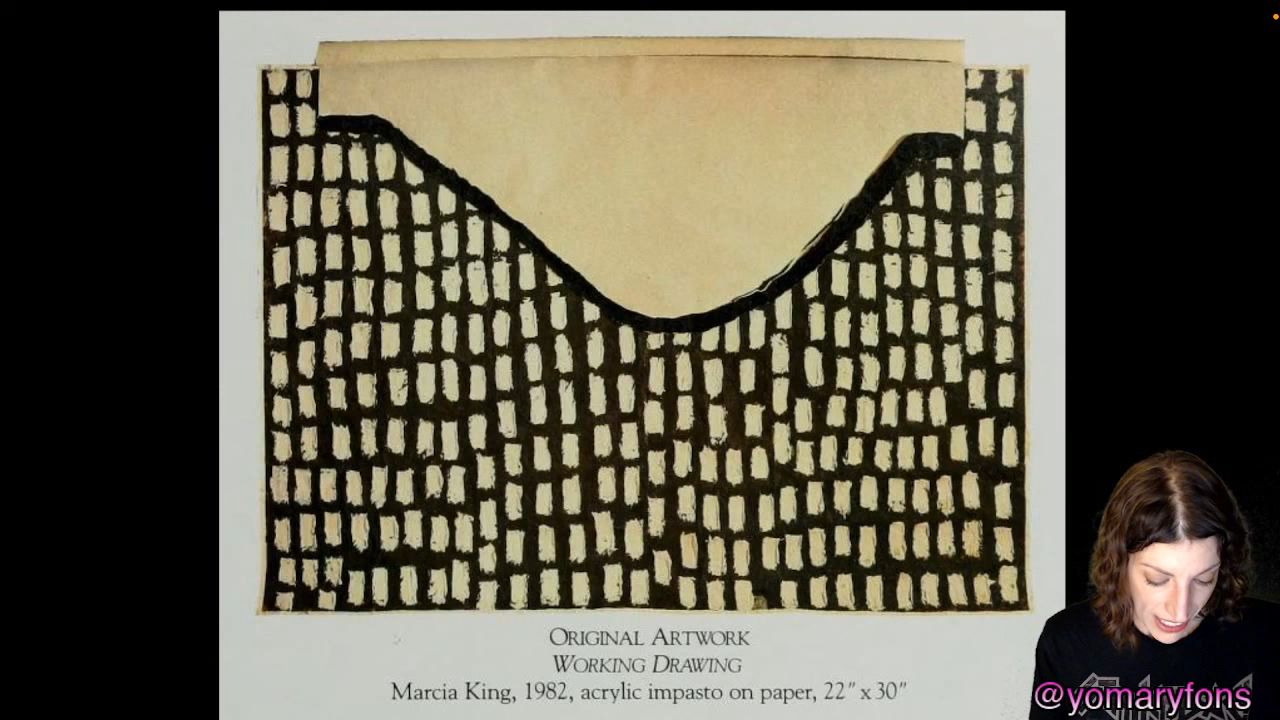 ORIGINAL ARTWORK
WORKING DRAWING
Marcia King, 1982, acrylic impasto on paper, 22" x 30"
@yomaryfons